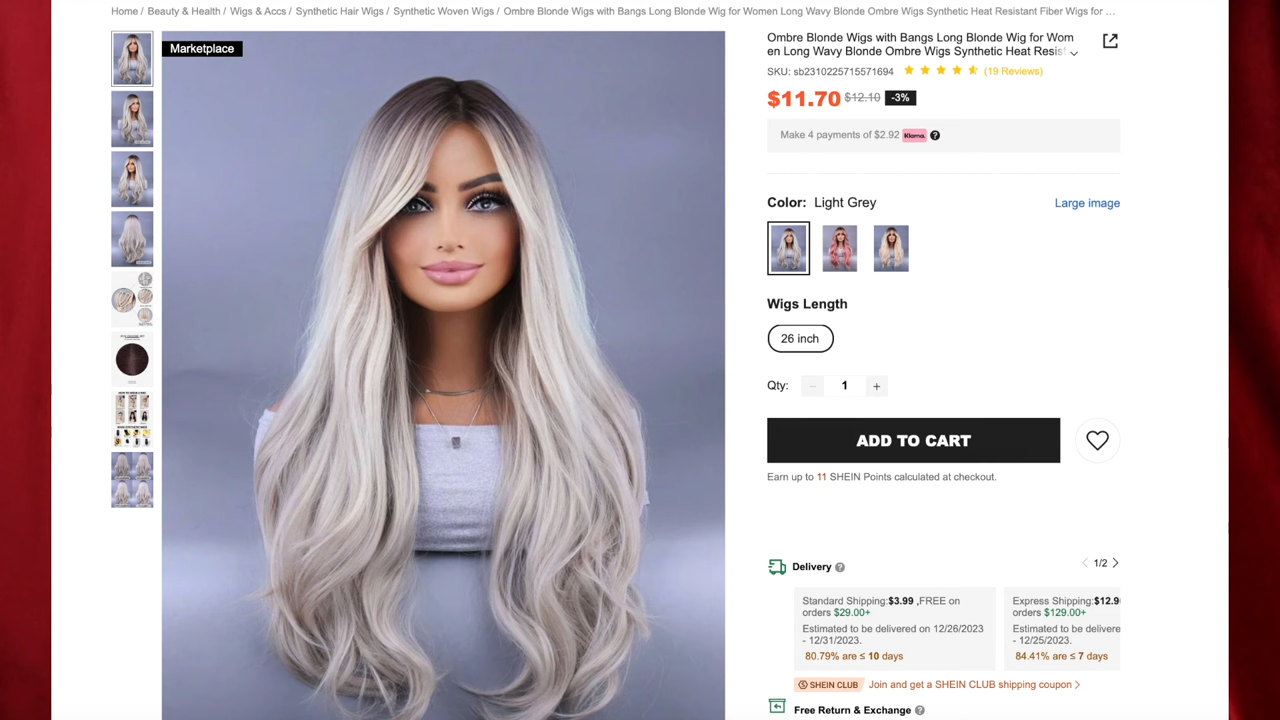 Home / Beauty & Health / Wigs & Accs / Synthetic Hair Wigs / Synthetic Woven Wigs / Ombre Blonde Wigs with Bangs Long Blonde Wig for Women Long Wavy Blonde Ombre Wigs Synthetic Heat Resistant Fiber Wigs for ...
Marketplace
Ombre Blonde Wigs with Bangs Long Blonde Wig for Wom
en Long Wavy Blonde Ombre Wigs Synthetic Heat Resis
SKU: sb2310225715571694 (19 Reviews)
$11.70 $12.10 -3%
Make 4 payments of $2.92 Klarna. ?
Color: Light Grey Large image
Wigs Length
26 inch
Qty: − 1 +
ADD TO CART
Earn up to 11 SHEIN Points calculated at checkout.
Delivery ? 1/2
Standard Shipping:$3.99 ,FREE on
orders $29.00+
Estimated to be delivered on 12/26/2023
- 12/31/2023.
80.79% are ≤ 10 days
Express Shipping:$12.9
orders $129.00+
Estimated to be delivere
- 12/25/2023.
84.41% are ≤ 7 days
SHEIN CLUB Join and get a SHEIN CLUB shipping coupon >
Free Return & Exchange ?